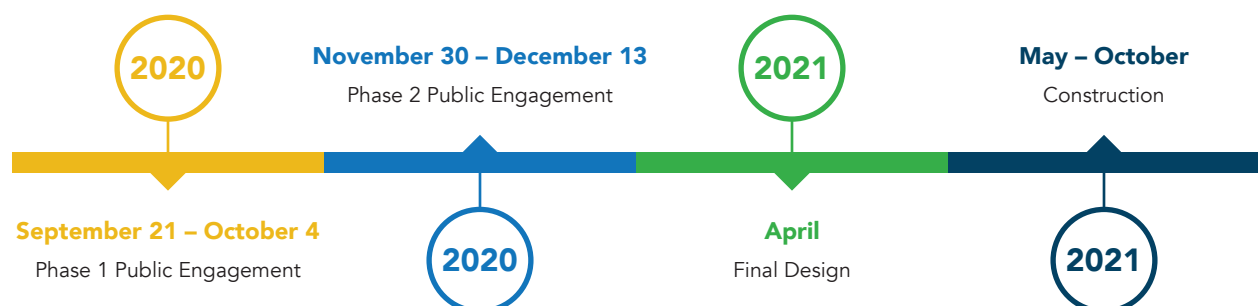 2020
September 21 – October 4
Phase 1 Public Engagement
November 30 – December 13
Phase 2 Public Engagement
2020
2021
April
Final Design
May – October
Construction
2021